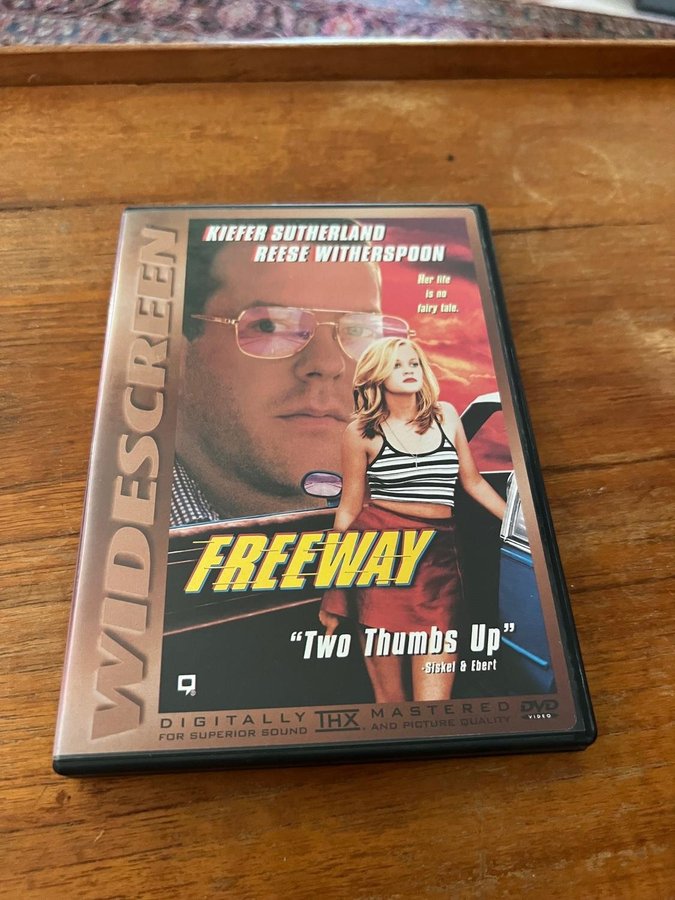 WIDESCREEN
KIEFER SUTHERLAND
REESE WITHERSPOON
Her life
is no
fairy tale.
FREEWAY
“Two Thumbs Up”
-Siskel & Ebert
DIGITALLY THX MASTERED
FOR SUPERIOR SOUND AND PICTURE QUALITY
DVD
VIDEO